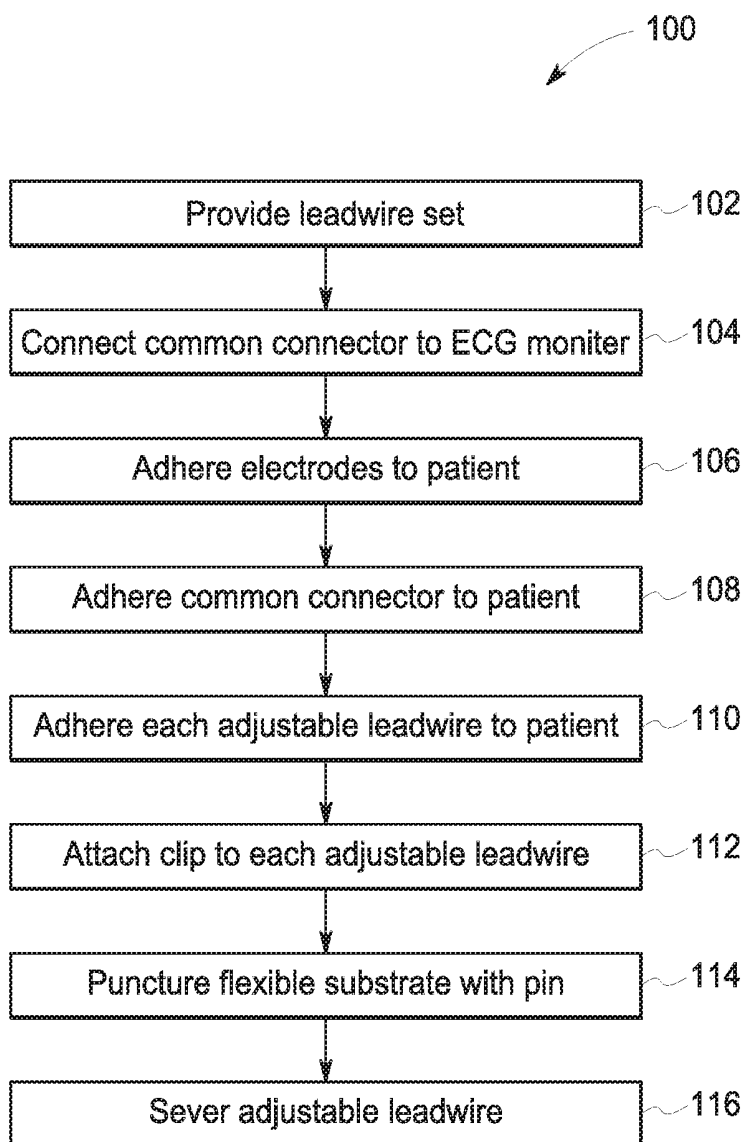 100
Provide leadwire set 102
Connect common connector to ECG moniter 104
Adhere electrodes to patient 106
Adhere common connector to patient 108
Adhere each adjustable leadwire to patient 110
Attach clip to each adjustable leadwire 112
Puncture flexible substrate with pin 114
Sever adjustable leadwire 116